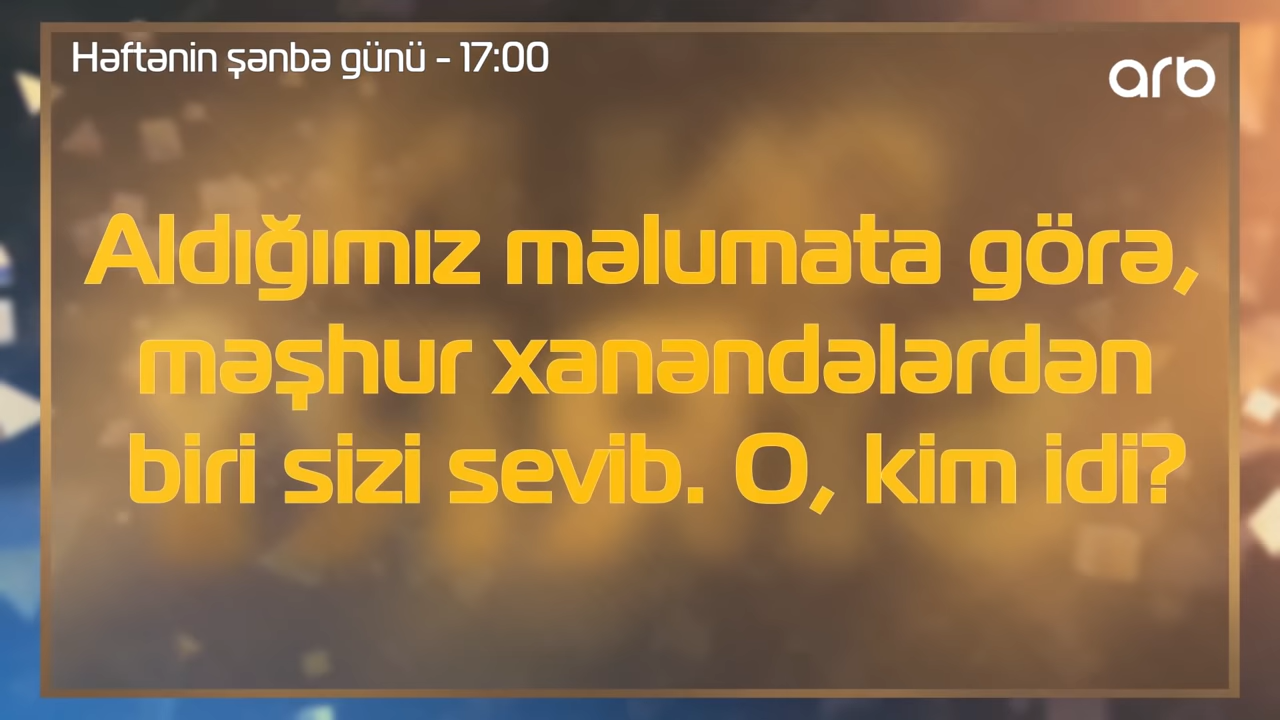 Həftənin şənbə günü - 17:00
arb
Aldığımız məlumata görə,
məşhur xanəndələrdən
biri sizi sevib. O, kim idi?